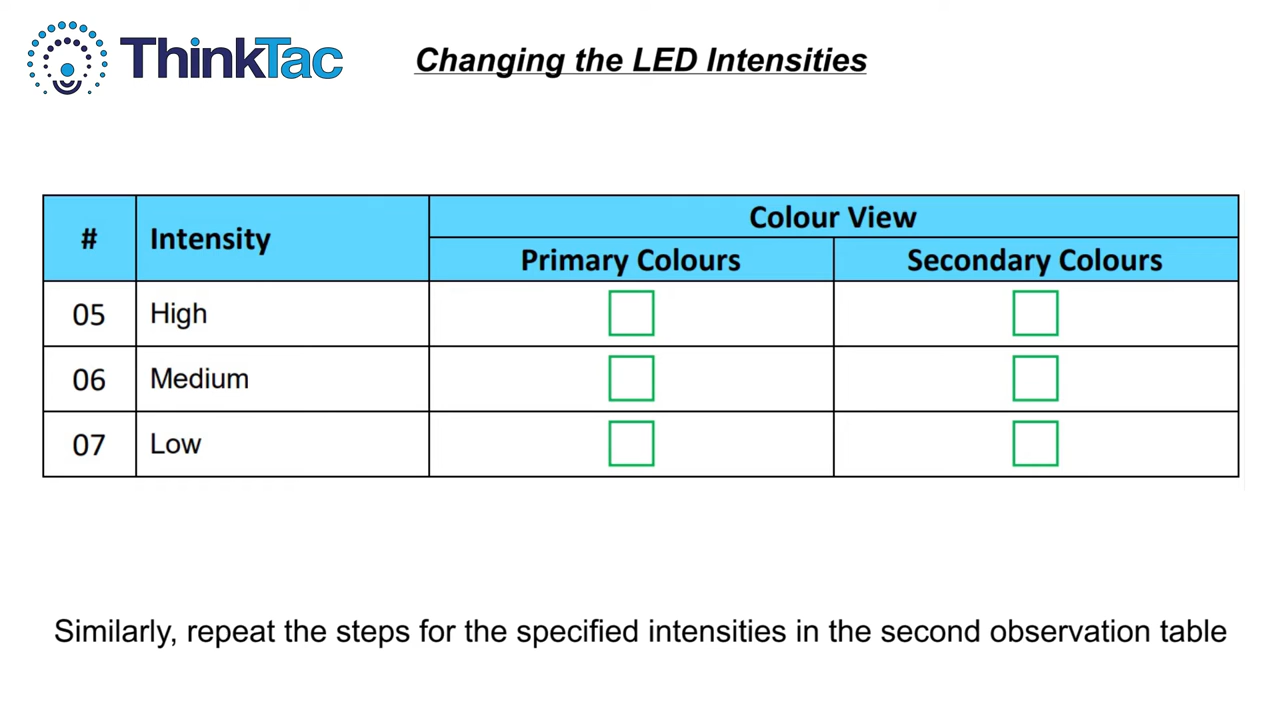 ThinkTac
Changing the LED Intensities
# Intensity Colour View
Primary Colours Secondary Colours
05 High
06 Medium
07 Low
Similarly, repeat the steps for the specified intensities in the second observation table